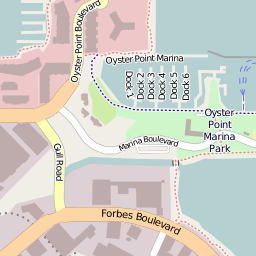 Oyster Point Boulevard
Oyster Point Marina
Dock 1
Dock 2
Dock 3
Dock 4
Dock 5
Dock 6
Oyster
Point
Marina
Park
Marina Boulevard
Gull Road
Forbes Boulevard